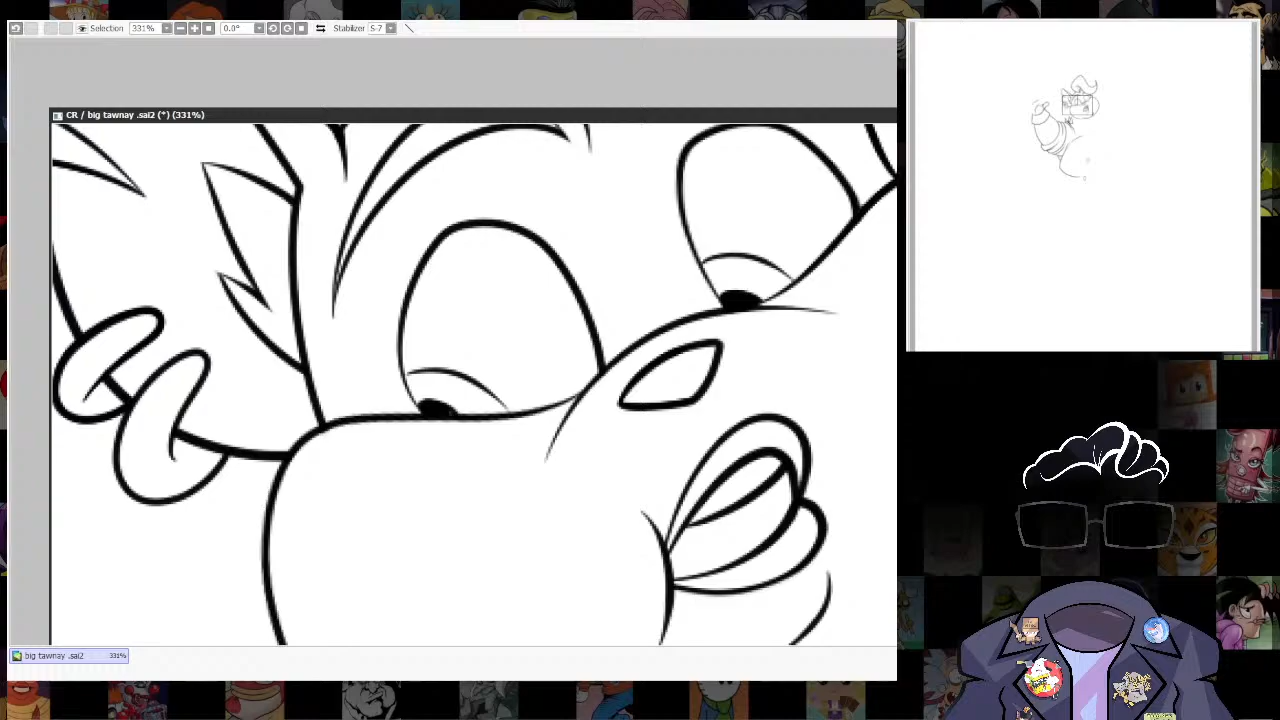 Selection 331% 0.0° Stabilizer S-7
CR / big tawnay .sai2 (*) (331%)
big tawnay .sai2 331%